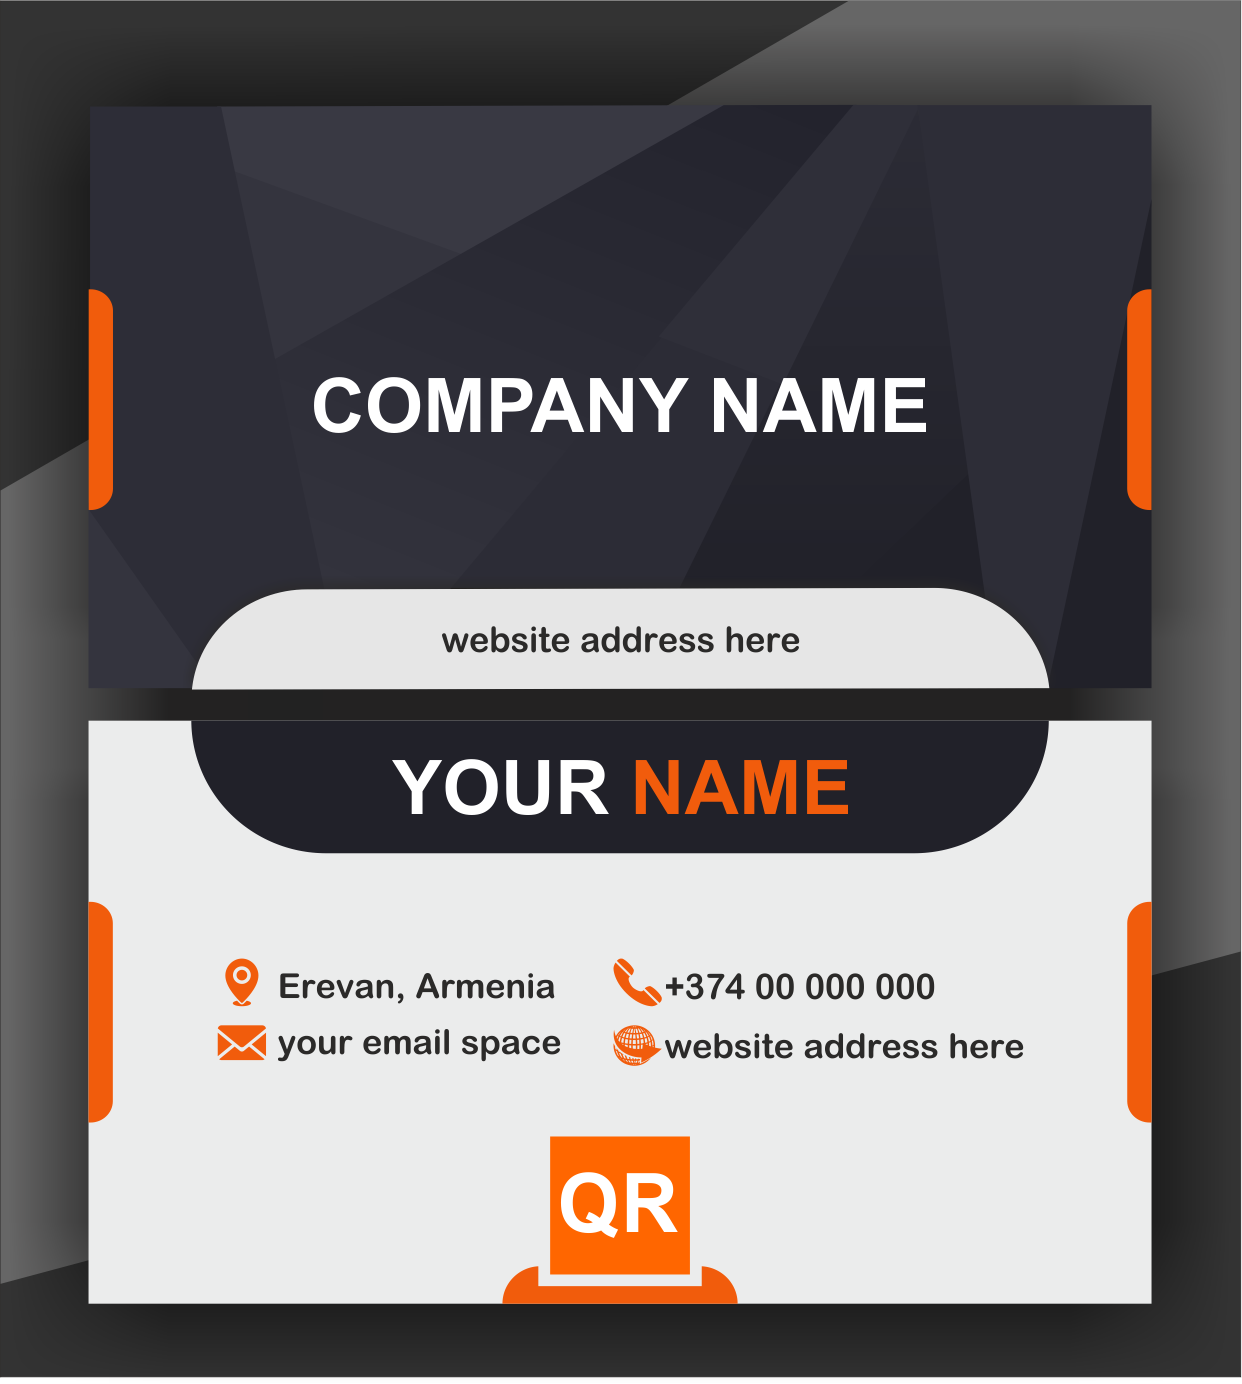 COMPANY NAME
website address here
YOUR NAME
Erevan, Armenia
+374 00 000 000
your email space
website address here
QR